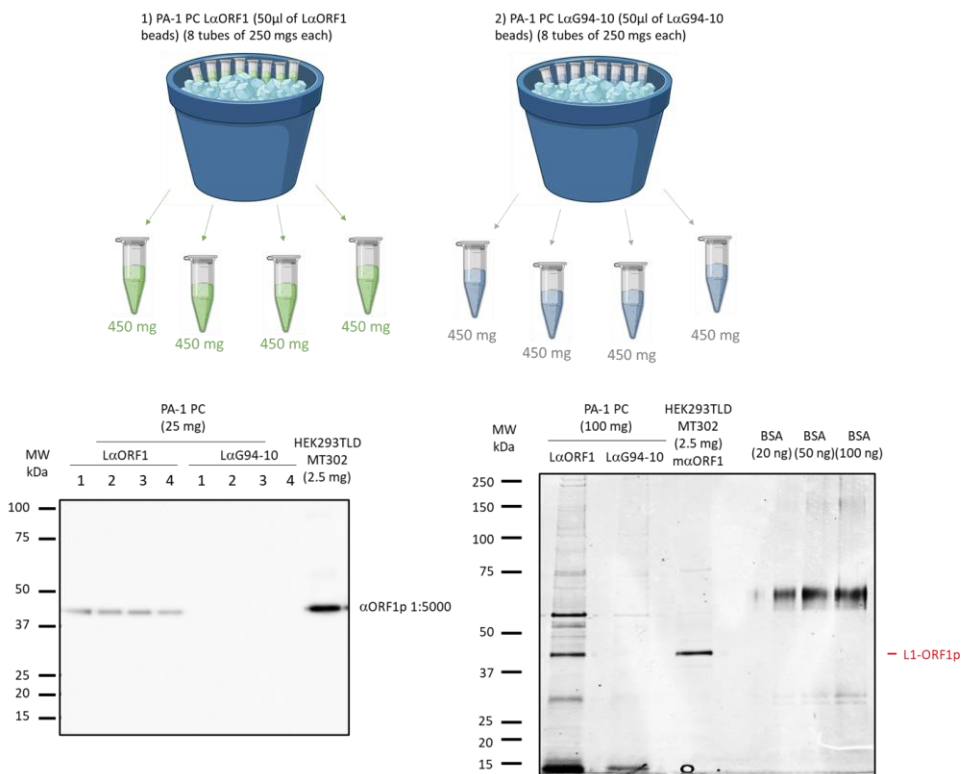 1) PA-1 PC LαORF1 (50µl of LαORF1
beads) (8 tubes of 250 mgs each)
2) PA-1 PC LαG94-10 (50µl of LαG94-10
beads) (8 tubes of 250 mgs each)
450 mg
450 mg
450 mg
450 mg
450 mg
450 mg
450 mg
450 mg
PA-1 PC
(25 mg)
MW
kDa
LαORF1
LαG94-10
HEK293TLD
MT302
(2.5 mg)
1 2 3 4 1 2 3 4
100
75
50
37
25
20
15
αORF1p 1:5000
MW
kDa
PA-1 PC
(100 mg)
LαORF1 LαG94-10
HEK293TLD
MT302
(2.5 mg)
mαORF1
BSA BSA BSA
(20 ng) (50 ng) (100 ng)
250
150
100
75
50
37
25
20
15
L1-ORF1p